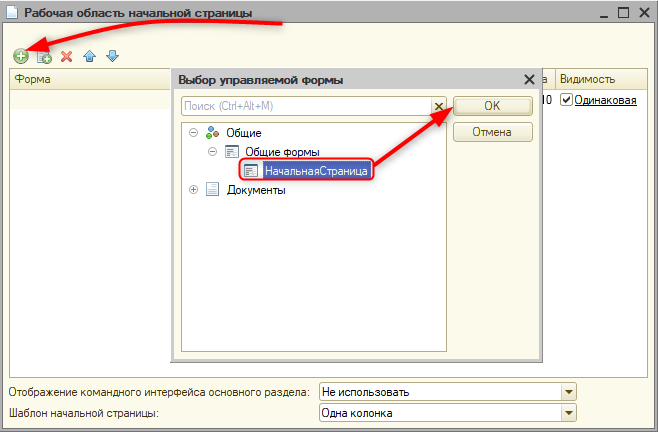 Рабочая область начальной страницы
Форма
а
Видимость
10
Одинаковая
Выбор управляемой формы
Поиск (Ctrl+Alt+M)
OK
Отмена
Общие
Общие формы
НачальнаяСтраница
Документы
Отображение командного интерфейса основного раздела:
Не использовать
Шаблон начальной страницы:
Одна колонка